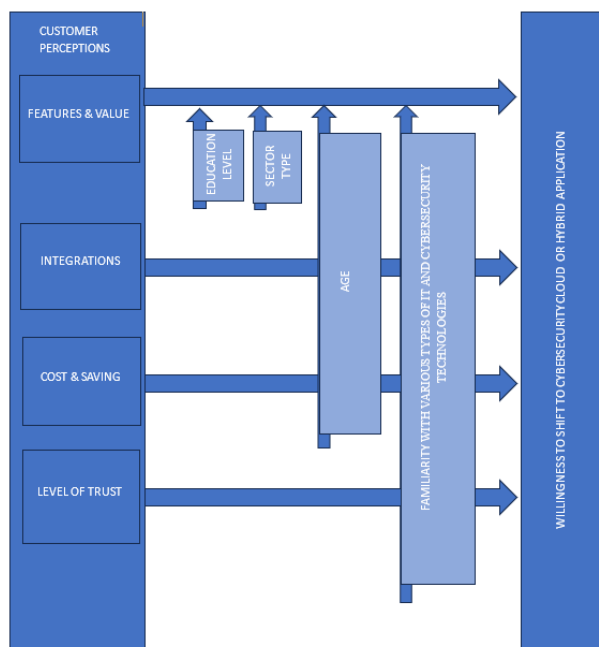 CUSTOMER
PERCEPTIONS
FEATURES & VALUE
EDUCATION
LEVEL
SECTOR
TYPE
INTEGRATIONS
AGE
COST & SAVING
LEVEL OF TRUST
FAMILIARITY WITH VARIOUS TYPES OF IT AND CYBERSECURITY
TECHNOLOGIES
WILLINGNESS TO SHIFT TO CYBERSECURITY CLOUD OR HYBRID APPLICATION